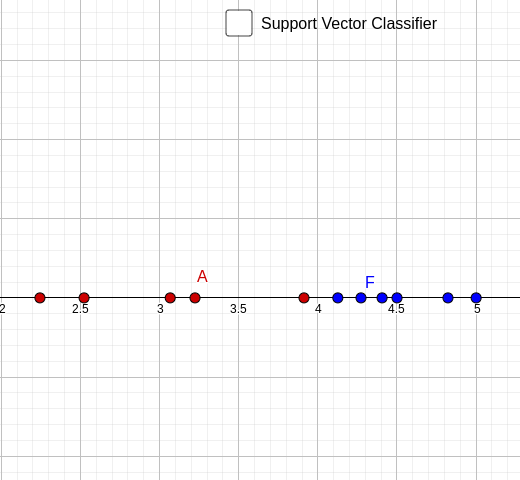 Support Vector Classifier
A
F
2 2.5 3 3.5 4 4.5 5